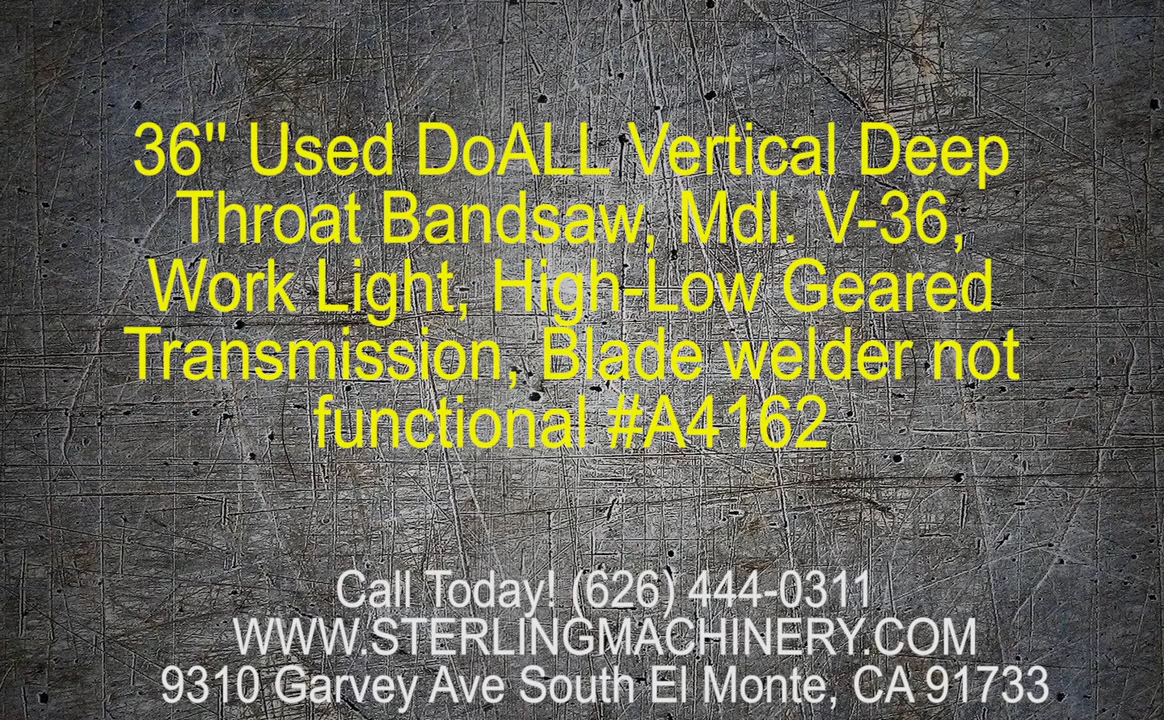 36" Used DoALL Vertical Deep
Throat Bandsaw, Mdl. V-36,
Work Light, High-Low Geared
Transmission, Blade welder not
functional #A4162
Call Today! (626) 444-0311
WWW.STERLINGMACHINERY.COM
9310 Garvey Ave South El Monte, CA 91733